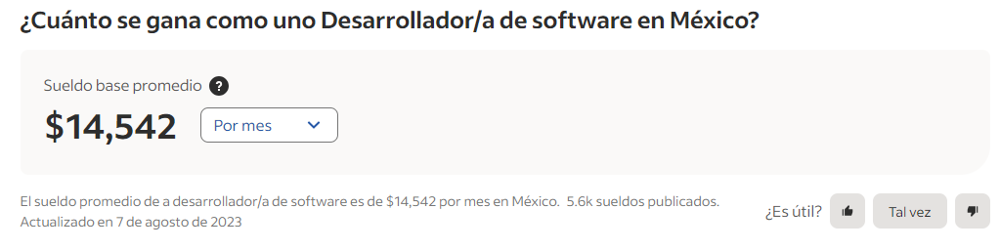 ¿Cuánto se gana como uno Desarrollador/a de software en México?
Sueldo base promedio ?
$14,542 Por mes
El sueldo promedio de a desarrollador/a de software es de $14,542 por mes en México. 5.6k sueldos publicados.
Actualizado en 7 de agosto de 2023
¿Es útil? Tal vez